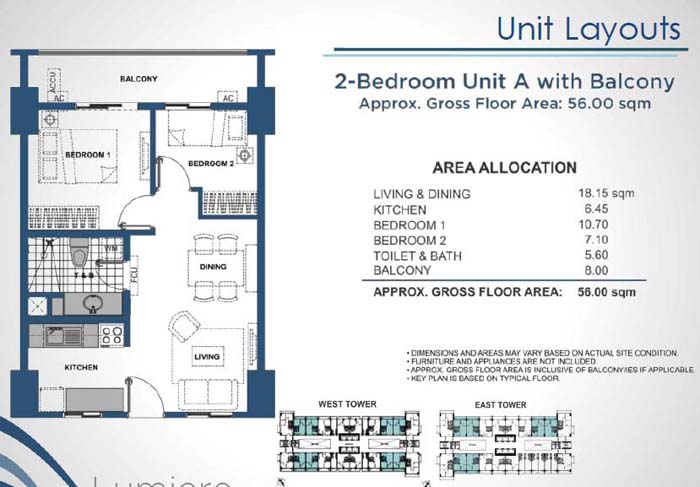 Unit Layouts
2-Bedroom Unit A with Balcony
Approx. Gross Floor Area: 56.00 sqm
AREA ALLOCATION
LIVING & DINING 18.15 sqm
KITCHEN 6.45
BEDROOM 1 10.70
BEDROOM 2 7.10
TOILET & BATH 5.60
BALCONY 8.00
APPROX. GROSS FLOOR AREA: 56.00 sqm
• DIMENSIONS AND AREAS MAY VARY BASED ON ACTUAL SITE CONDITION.
• FURNITURE AND APPLIANCES ARE NOT INCLUDED.
• APPROX. GROSS FLOOR AREA IS INCLUSIVE OF BALCONY/IES IF APPLICABLE.
• KEY PLAN IS BASED ON TYPICAL FLOOR.
WEST TOWER
EAST TOWER
BALCONY
ACCU
AC
AC
BEDROOM 1
BEDROOM 2
T & B
WM
FCU
DINING
LIVING
KITCHEN
Lumiere